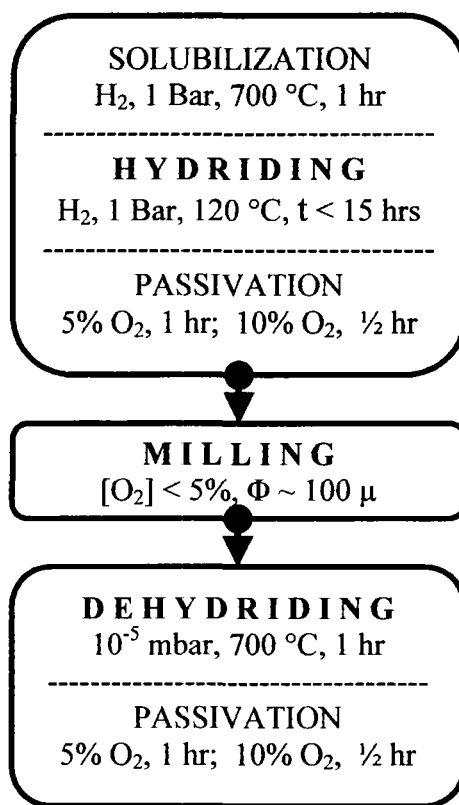 SOLUBILIZATION
H₂, 1 Bar, 700 °C, 1 hr
HYDRIDING
H₂, 1 Bar, 120 °C, t < 15 hrs
PASSIVATION
5% O₂, 1 hr; 10% O₂, ½ hr
MILLING
[O₂] < 5%, Φ ~ 100 μ
DEHYDRIDING
10⁻⁵ mbar, 700 °C, 1 hr
PASSIVATION
5% O₂, 1 hr; 10% O₂, ½ hr